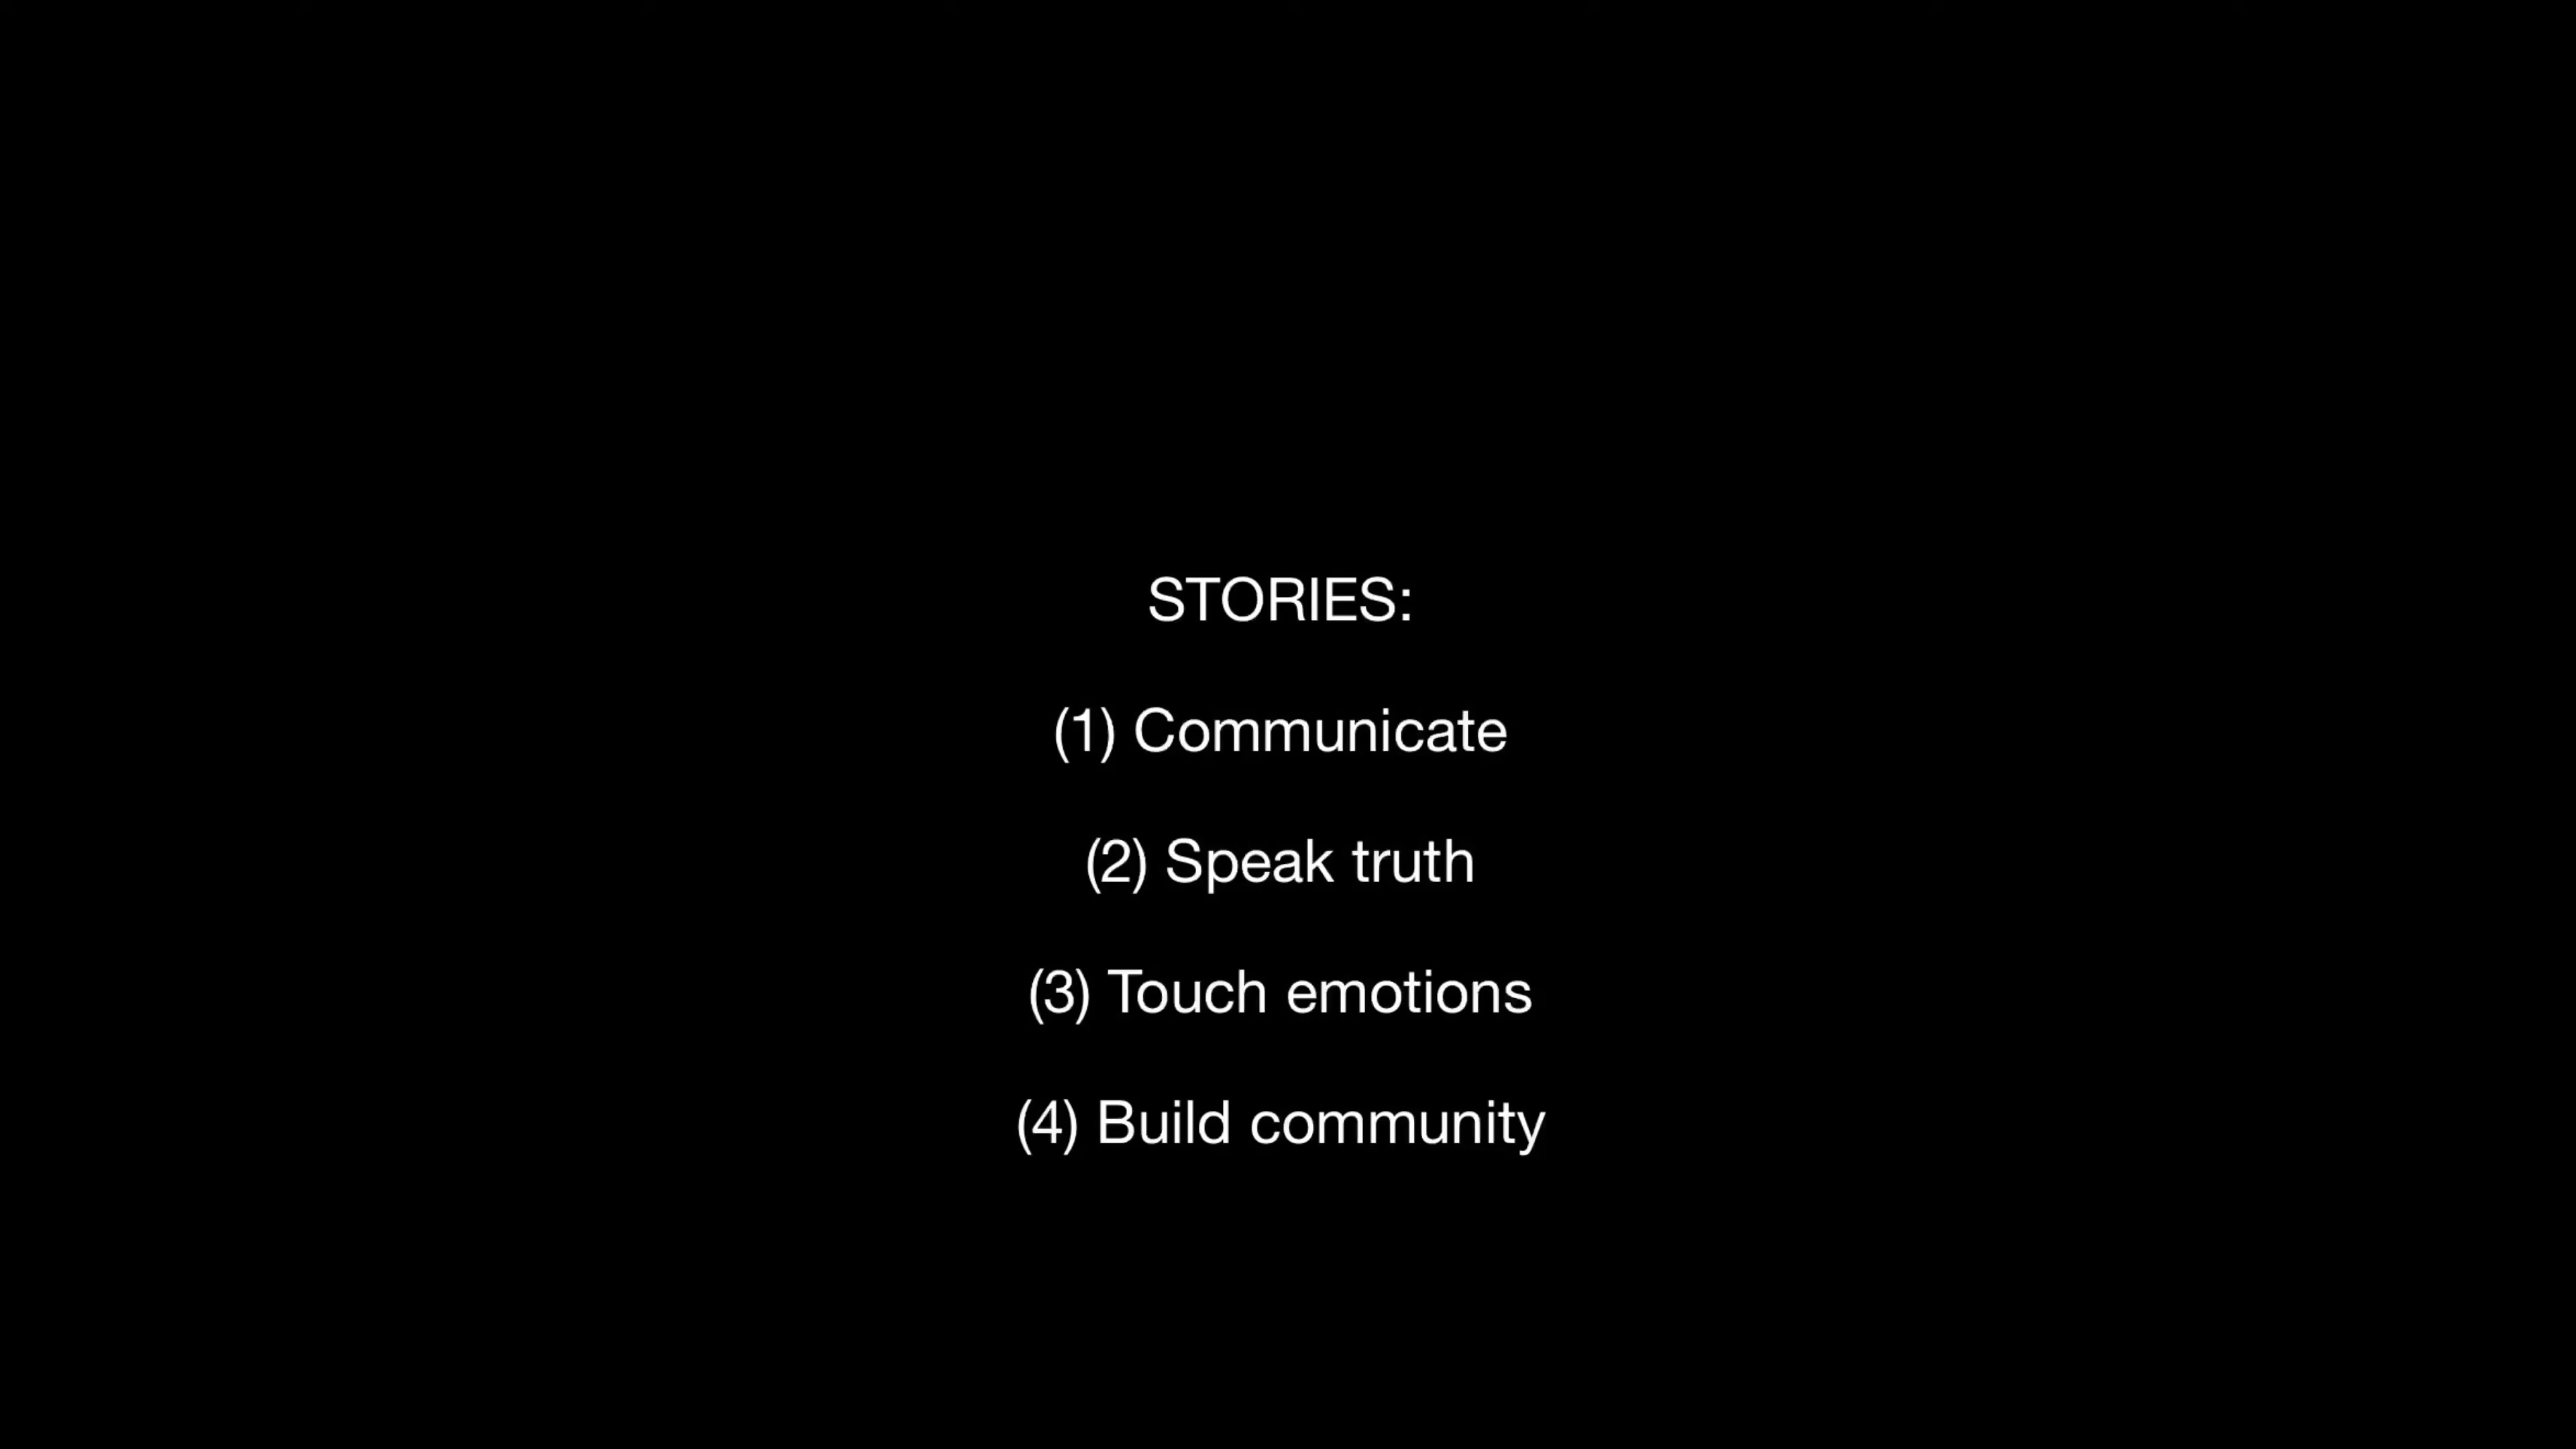 STORIES:
(1) Communicate
(2) Speak truth
(3) Touch emotions
(4) Build community